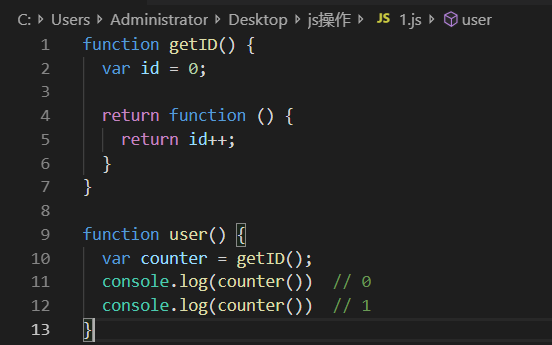 C: > Users > Administrator > Desktop > js操作 > JS 1.js > user
1 function getID() {
2   var id = 0;
3
4   return function () {
5     return id++;
6   }
7 }
8
9 function user() {
10   var counter = getID();
11   console.log(counter())  // 0
12   console.log(counter())  // 1
13 }